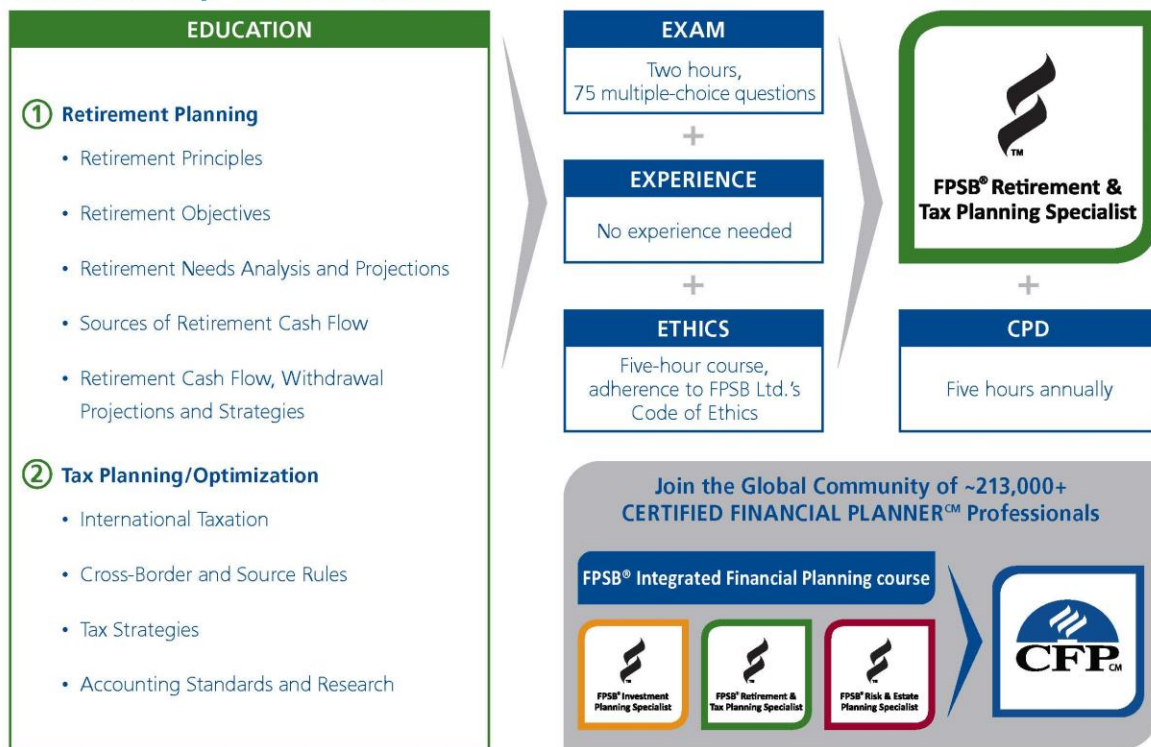 EDUCATION
① Retirement Planning
• Retirement Principles
• Retirement Objectives
• Retirement Needs Analysis and Projections
• Sources of Retirement Cash Flow
• Retirement Cash Flow, Withdrawal
Projections and Strategies
② Tax Planning/Optimization
• International Taxation
• Cross-Border and Source Rules
• Tax Strategies
• Accounting Standards and Research
EXAM
Two hours,
75 multiple-choice questions
+
EXPERIENCE
No experience needed
+
ETHICS
Five-hour course,
adherence to FPSB Ltd.'s
Code of Ethics
TM
FPSB® Retirement &
Tax Planning Specialist
+
CPD
Five hours annually
Join the Global Community of ~213,000+
CERTIFIED FINANCIAL PLANNER℠ Professionals
FPSB® Integrated Financial Planning course
TM
FPSB® Investment
Planning Specialist
TM
FPSB® Retirement &
Tax Planning Specialist
TM
FPSB® Risk & Estate
Planning Specialist
CFP CM